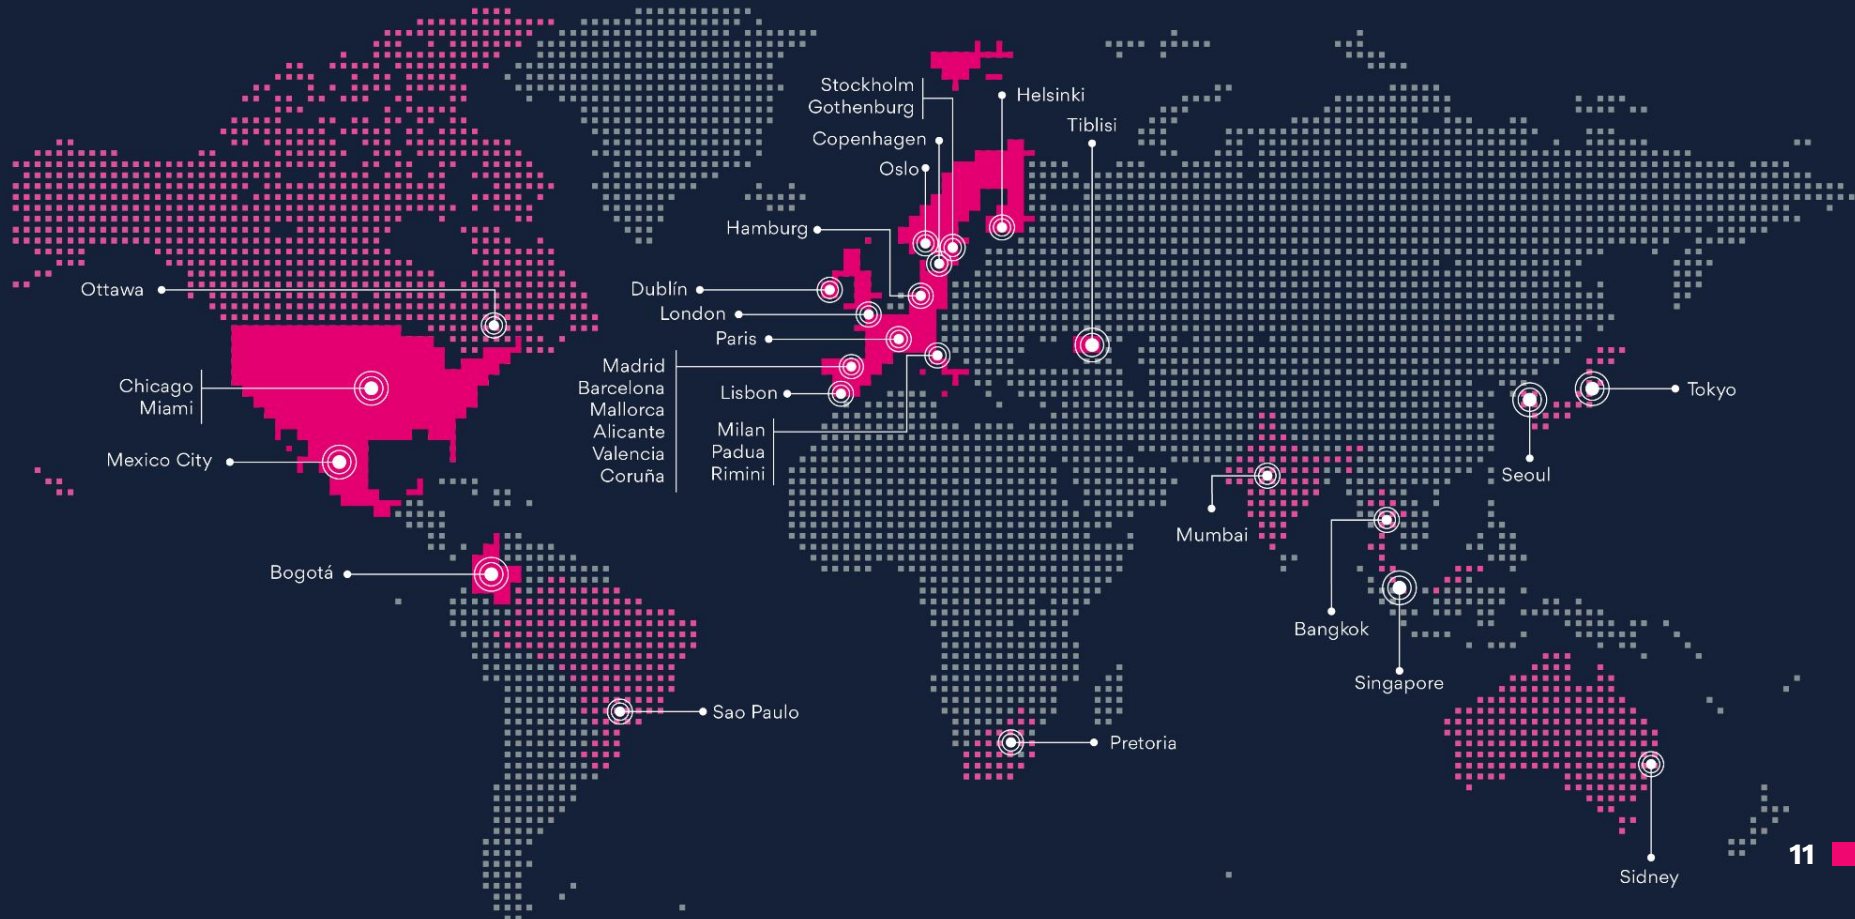 Stockholm
Gothenburg
Helsinki
Tiblisi
Copenhagen
Oslo
Hamburg
Ottawa
Dublín
London
Paris
Madrid
Barcelona
Mallorca
Alicante
Valencia
Coruña
Lisbon
Milan
Padua
Rimini
Chicago
Miami
Mexico City
Tokyo
Seoul
Mumbai
Bogotá
Bangkok
Singapore
Sao Paulo
Pretoria
11
Sidney